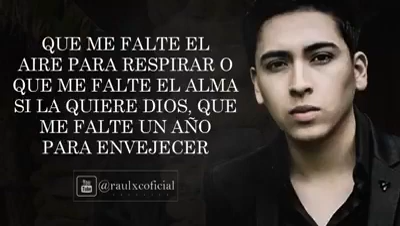 QUE ME FALTE EL
AIRE PARA RESPIRAR O
QUE ME FALTE EL ALMA
SI LA QUIERE DIOS, QUE
ME FALTE UN AÑO
PARA ENVEJECER
You Tube @raulxcoficial